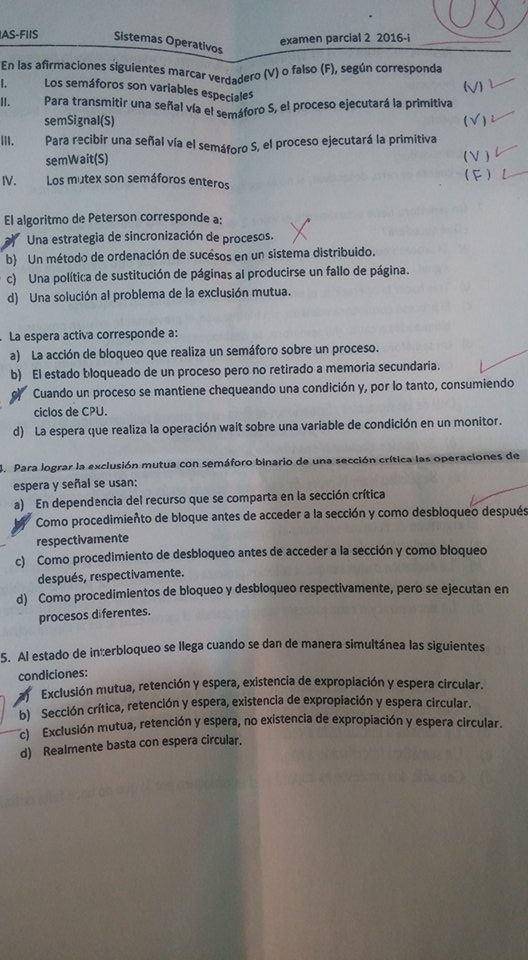 IAS-FIIS Sistemas Operativos examen parcial 2 2016-i
08
En las afirmaciones siguientes marcar verdadero (V) o falso (F), según corresponda
I. Los semáforos son variables especiales (V)
II. Para transmitir una señal vía el semáforo S, el proceso ejecutará la primitiva
semSignal(S) (V)
III. Para recibir una señal vía el semáforo S, el proceso ejecutará la primitiva
semWait(S) (V)
IV. Los mutex son semáforos enteros (F)
El algoritmo de Peterson corresponde a:
a) Una estrategia de sincronización de procesos.
b) Un método de ordenación de sucesos en un sistema distribuido.
c) Una política de sustitución de páginas al producirse un fallo de página.
d) Una solución al problema de la exclusión mutua.
. La espera activa corresponde a:
a) La acción de bloqueo que realiza un semáforo sobre un proceso.
b) El estado bloqueado de un proceso pero no retirado a memoria secundaria.
c) Cuando un proceso se mantiene chequeando una condición y, por lo tanto, consumiendo
ciclos de CPU.
d) La espera que realiza la operación wait sobre una variable de condición en un monitor.
. Para lograr la exclusión mutua con semáforo binario de una sección crítica las operaciones de
espera y señal se usan:
a) En dependencia del recurso que se comparta en la sección crítica
b) Como procedimiento de bloque antes de acceder a la sección y como desbloqueo después
respectivamente
c) Como procedimiento de desbloqueo antes de acceder a la sección y como bloqueo
después, respectivamente.
d) Como procedimientos de bloqueo y desbloqueo respectivamente, pero se ejecutan en
procesos diferentes.
5. Al estado de interbloqueo se llega cuando se dan de manera simultánea las siguientes
condiciones:
a) Exclusión mutua, retención y espera, existencia de expropiación y espera circular.
b) Sección crítica, retención y espera, existencia de expropiación y espera circular.
c) Exclusión mutua, retención y espera, no existencia de expropiación y espera circular.
d) Realmente basta con espera circular.